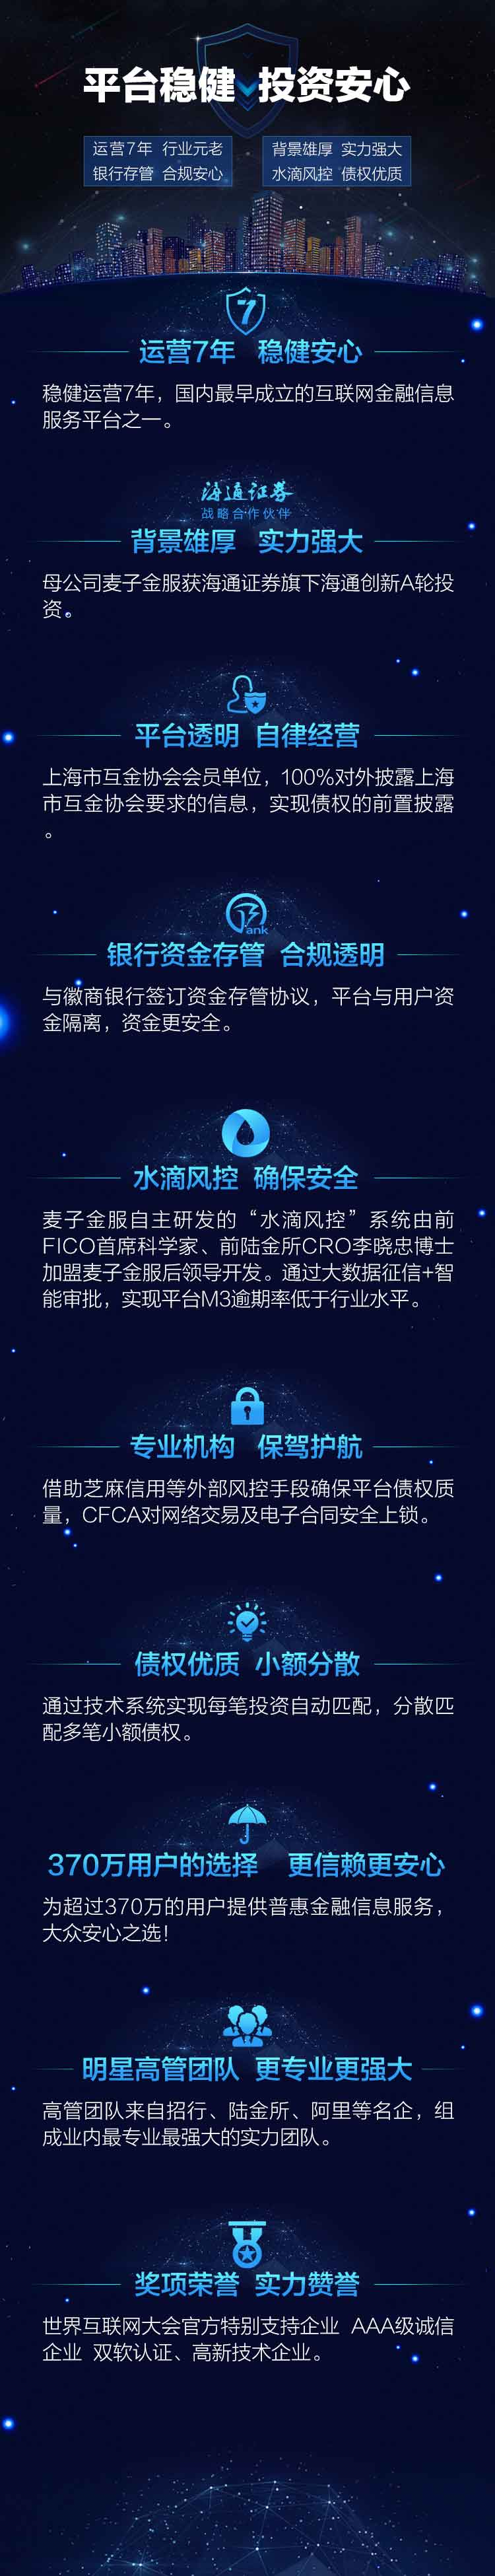 平台稳健 投资安心
运营7年 行业元老
银行存管 合规安心
背景雄厚 实力强大
水滴风控 债权优质
7
运营7年 稳健安心
稳健运营7年，国内最早成立的互联网金融信息
服务平台之一。
海通证券
战略合作伙伴
背景雄厚 实力强大
母公司麦子金服获海通证券旗下海通创新A轮投
资。
平台透明 自律经营
上海市互金协会会员单位，100%对外披露上海
市互金协会要求的信息，实现债权的前置披露
。
ank
银行资金存管 合规透明
与徽商银行签订资金存管协议，平台与用户资
金隔离，资金更安全。
水滴风控 确保安全
麦子金服自主研发的“水滴风控”系统由前
FICO首席科学家、前陆金所CRO李晓忠博士
加盟麦子金服后领导开发。通过大数据征信+智
能审批，实现平台M3逾期率低于行业水平。
专业机构 保驾护航
借助芝麻信用等外部风控手段确保平台债权质
量，CFCA对网络交易及电子合同安全上锁。
债权优质 小额分散
通过技术系统实现每笔投资自动匹配，分散匹
配多笔小额债权。
370万用户的选择 更信赖更安心
为超过370万的用户提供普惠金融信息服务，
大众安心之选！
明星高管团队 更专业更强大
高管团队来自招行、陆金所、阿里等名企，组
成业内最专业最强大的实力团队。
奖项荣誉 实力赞誉
世界互联网大会官方特别支持企业 AAA级诚信
企业 双软认证、高新技术企业。